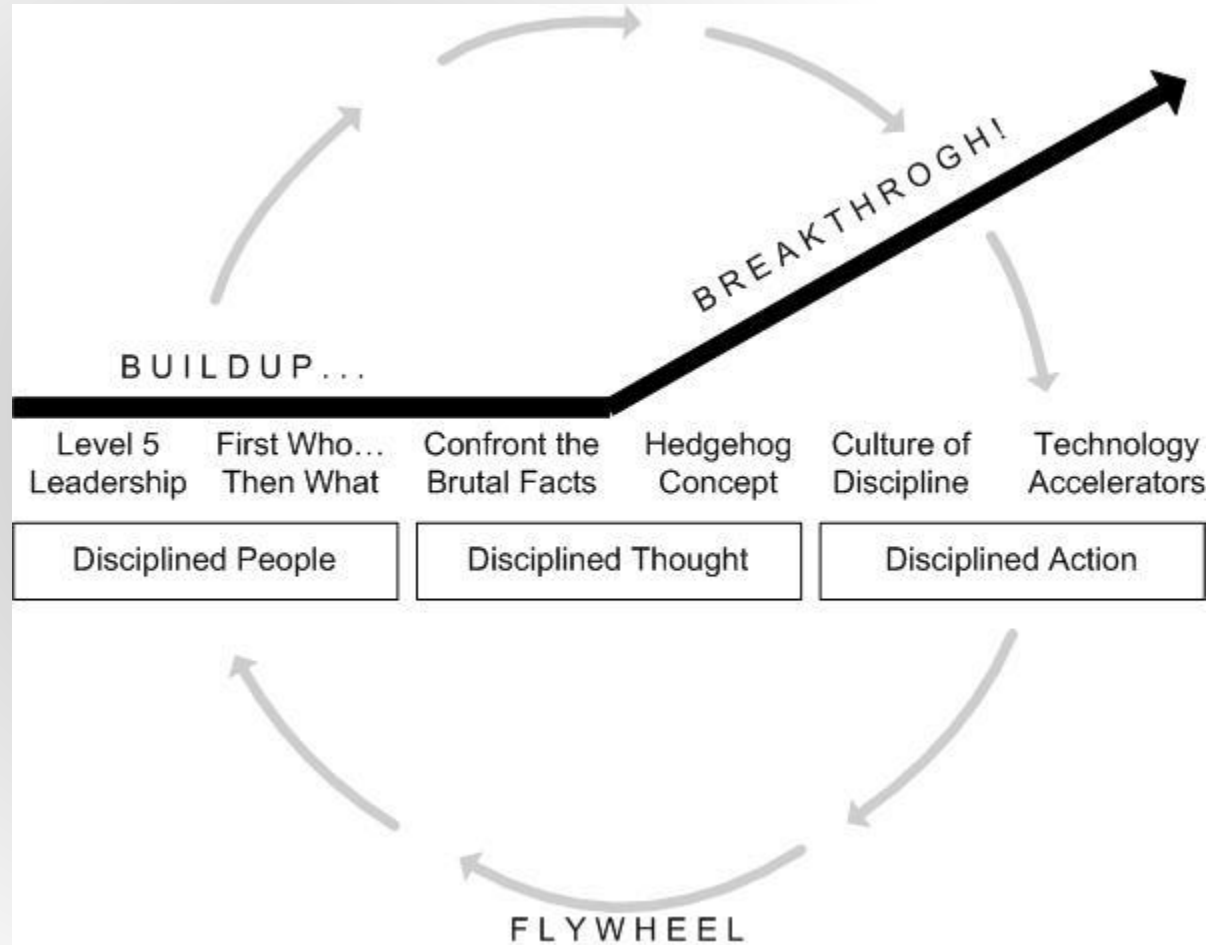 BREAKTHROGH!
BUILDUP...
Level 5
Leadership
First Who...
Then What
Confront the
Brutal Facts
Hedgehog
Concept
Culture of
Discipline
Technology
Accelerators
Disciplined People
Disciplined Thought
Disciplined Action
FLYWHEEL